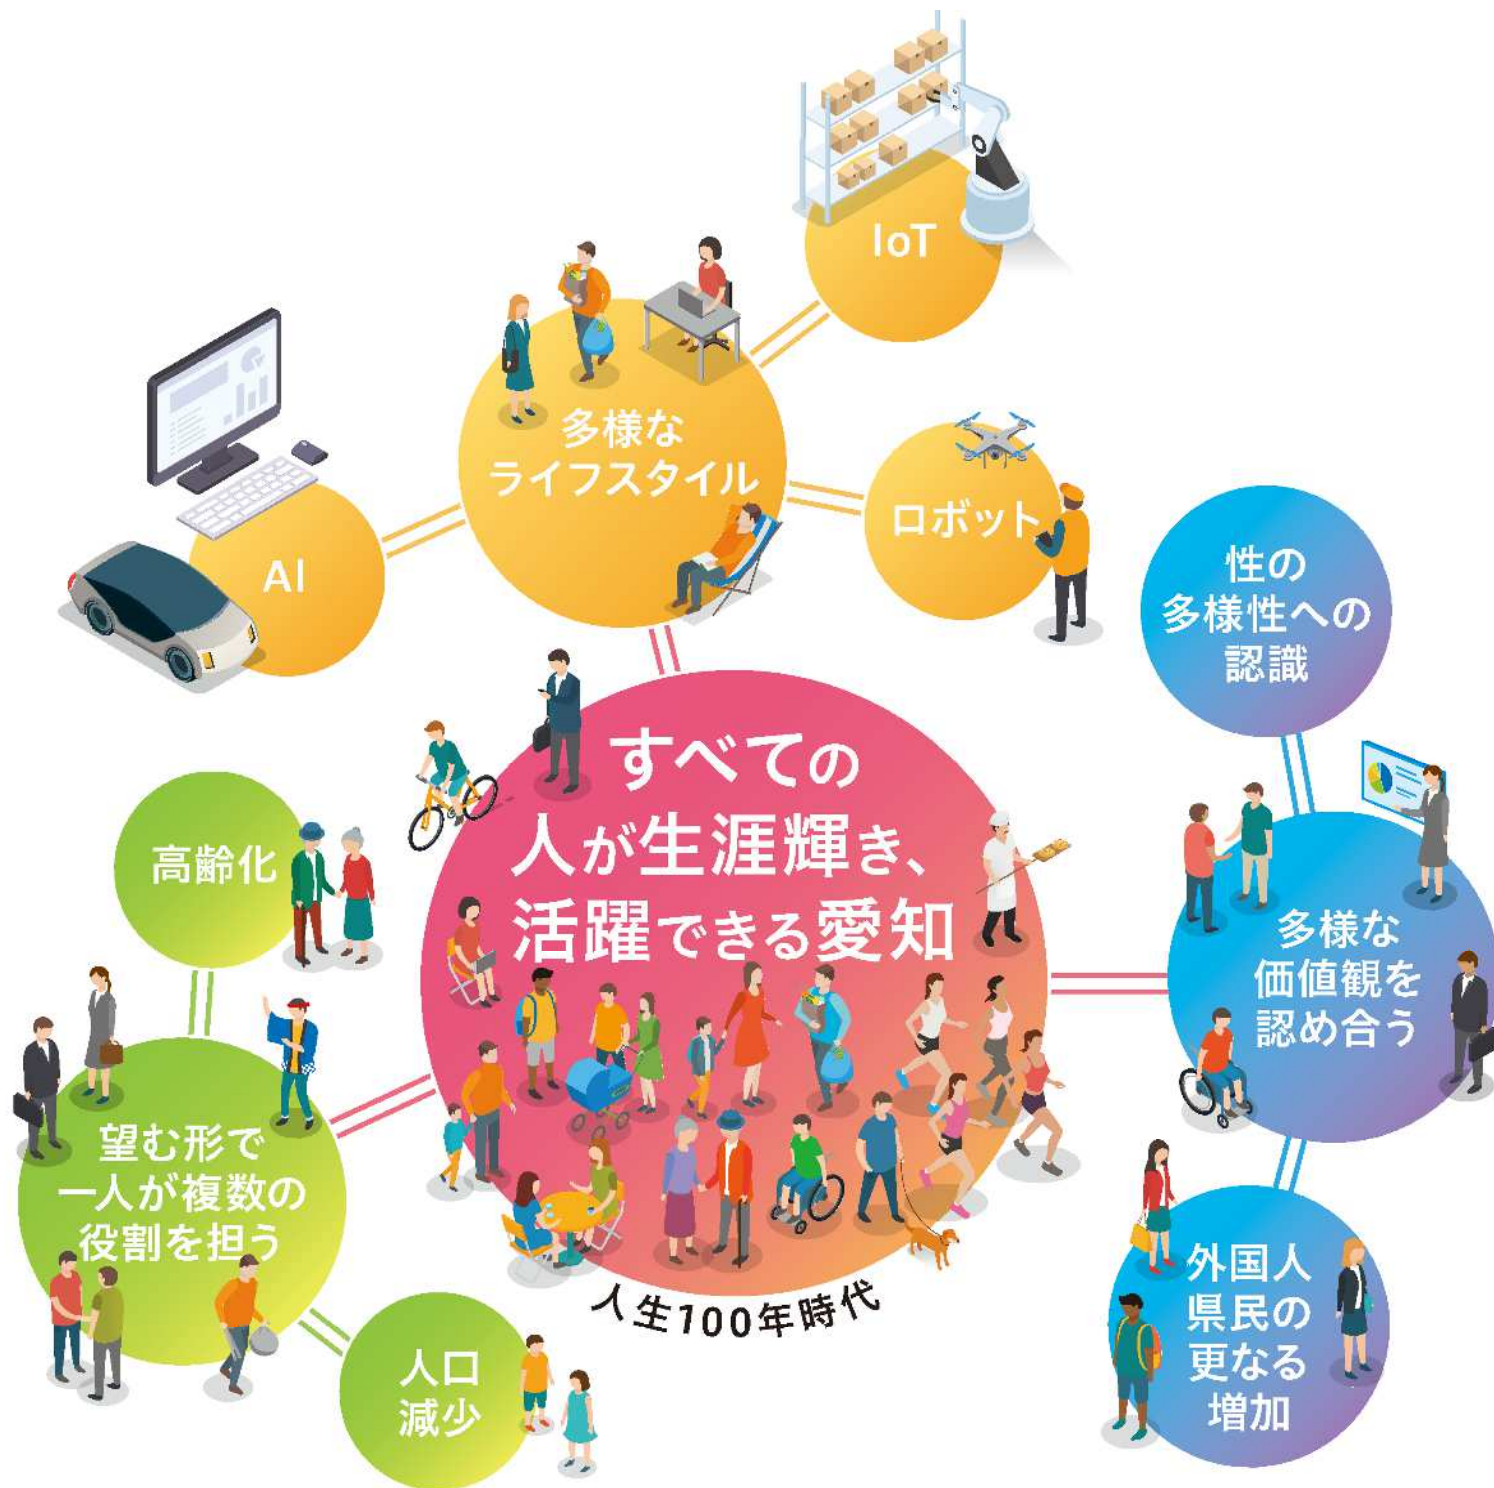 IoT
多様な
ライフスタイル
ロボット
AI
性の
多様性への
認識
すべての
人が生涯輝き、
活躍できる愛知
人生100年時代
高齢化
望む形で
一人が複数の
役割を担う
人口
減少
多様な
価値観を
認め合う
外国人
県民の
更なる
増加